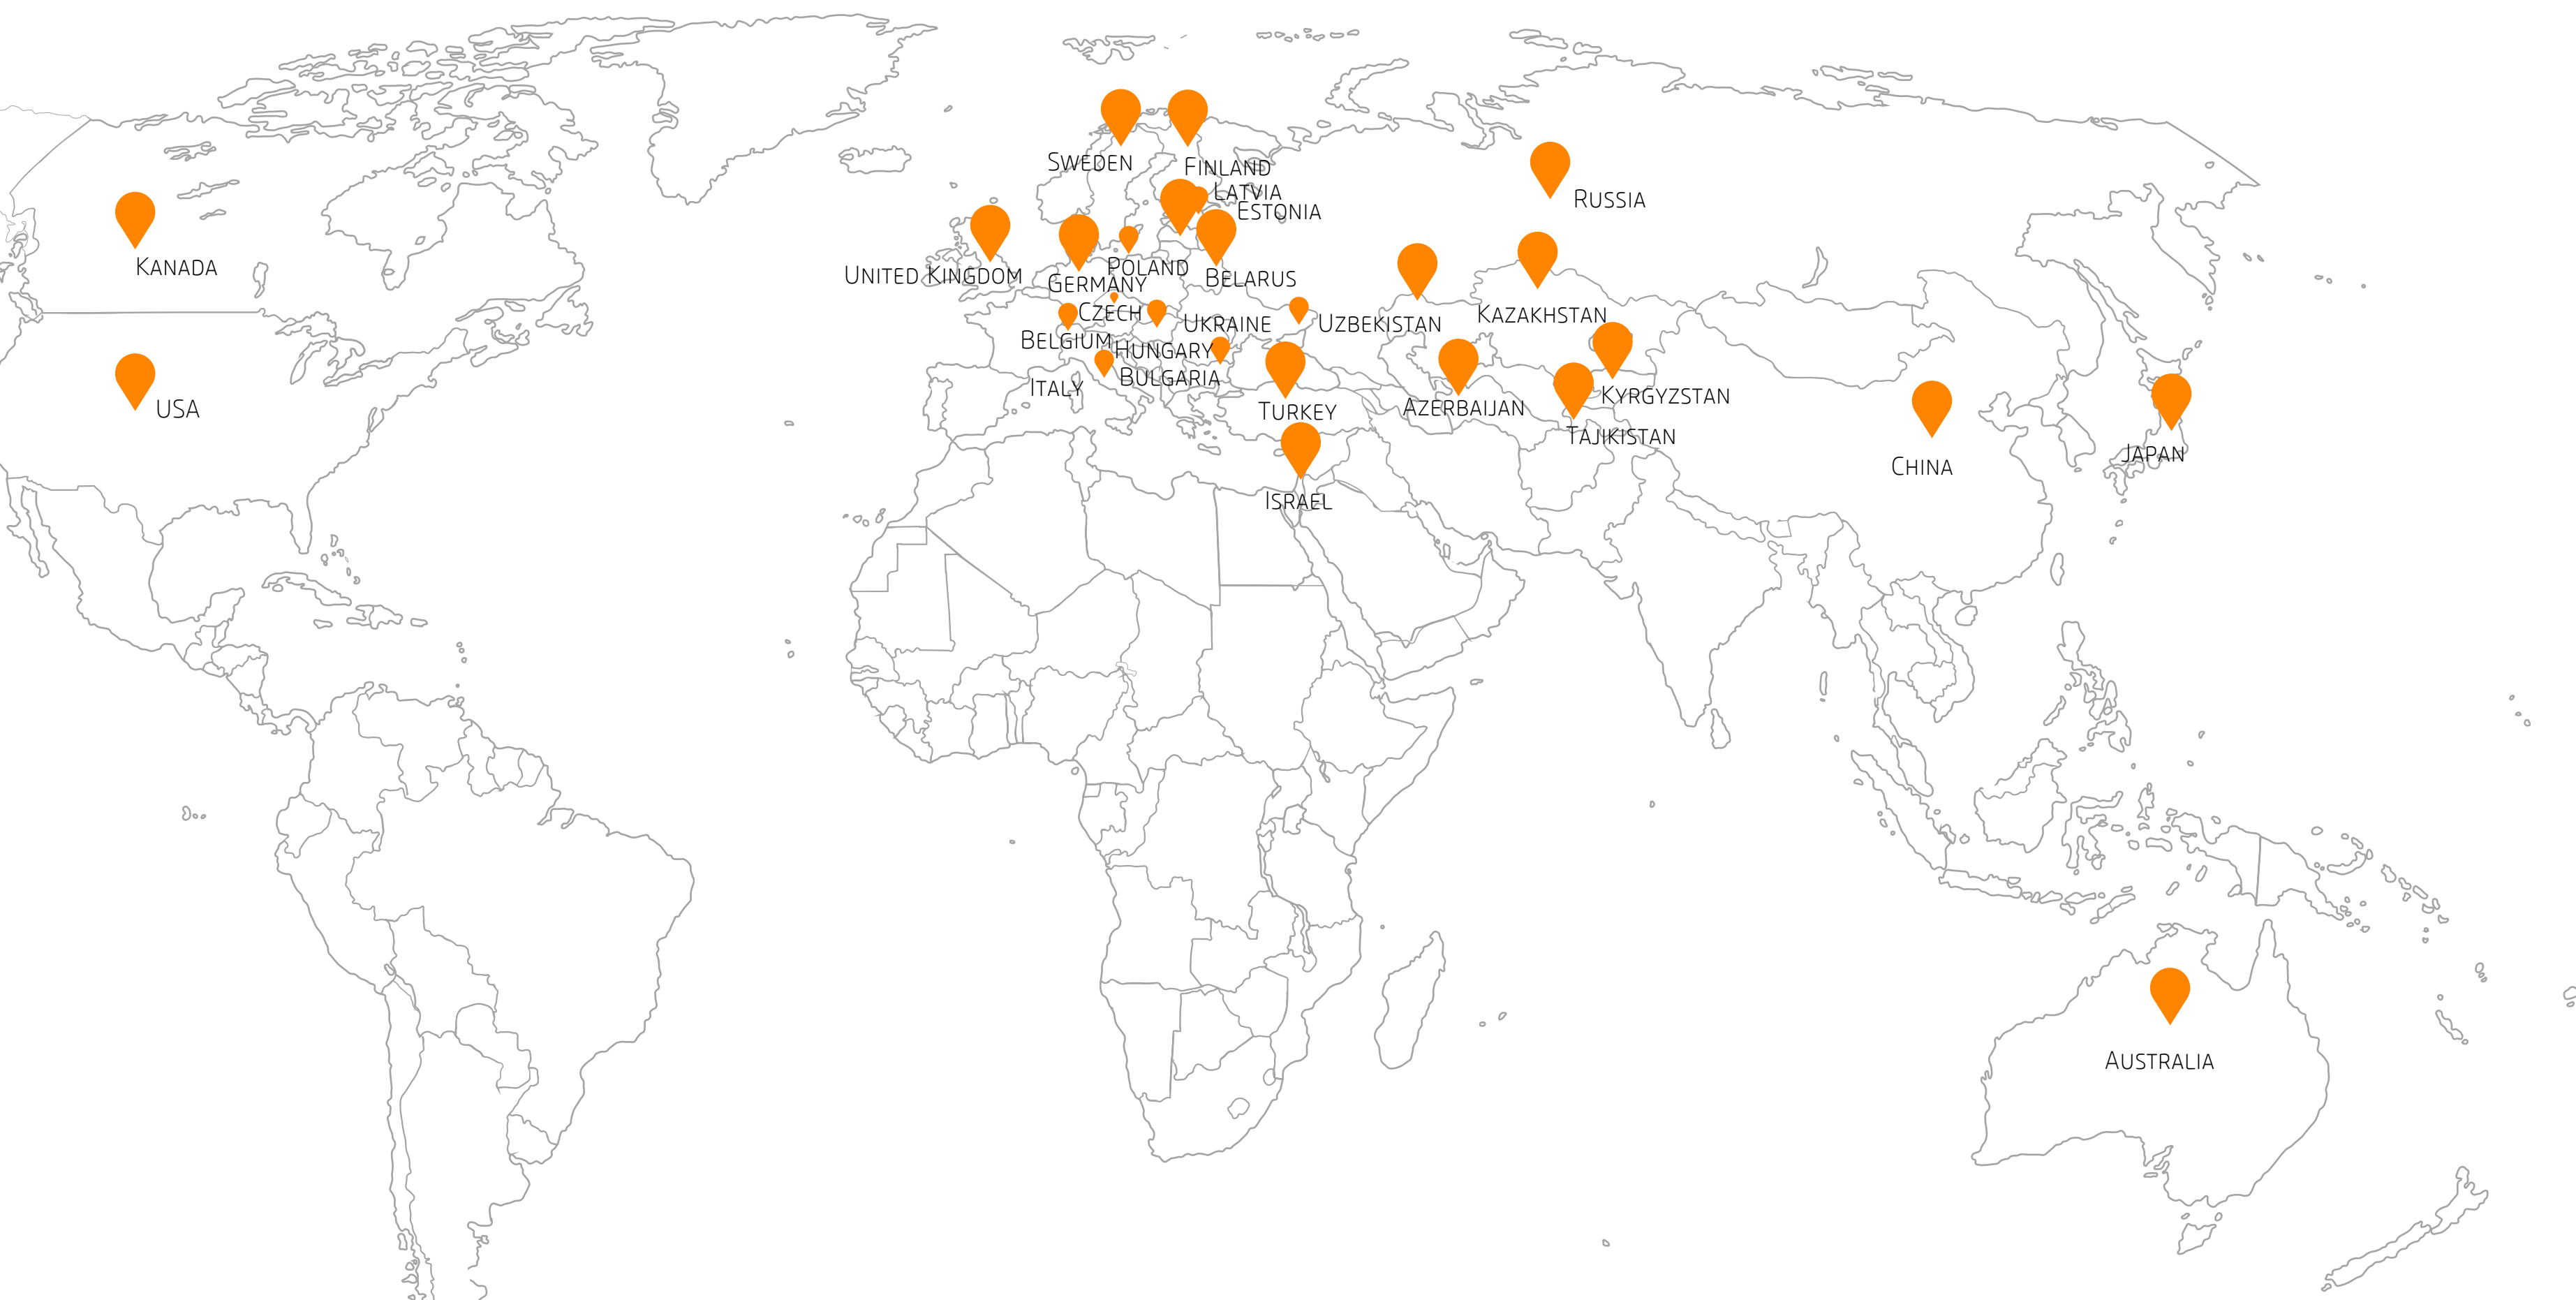 Sweden
Finland
Latvia
Russia
Estonia
Kanada
United Kingdom
Poland
Germany
Belarus
Czech
Ukraine
Uzbekistan
Kazakhstan
Belgium
Hungary
Italy
Bulgaria
USA
Turkey
Azerbaijan
Kyrgyzstan
Tajikistan
China
Japan
Israel
Australia